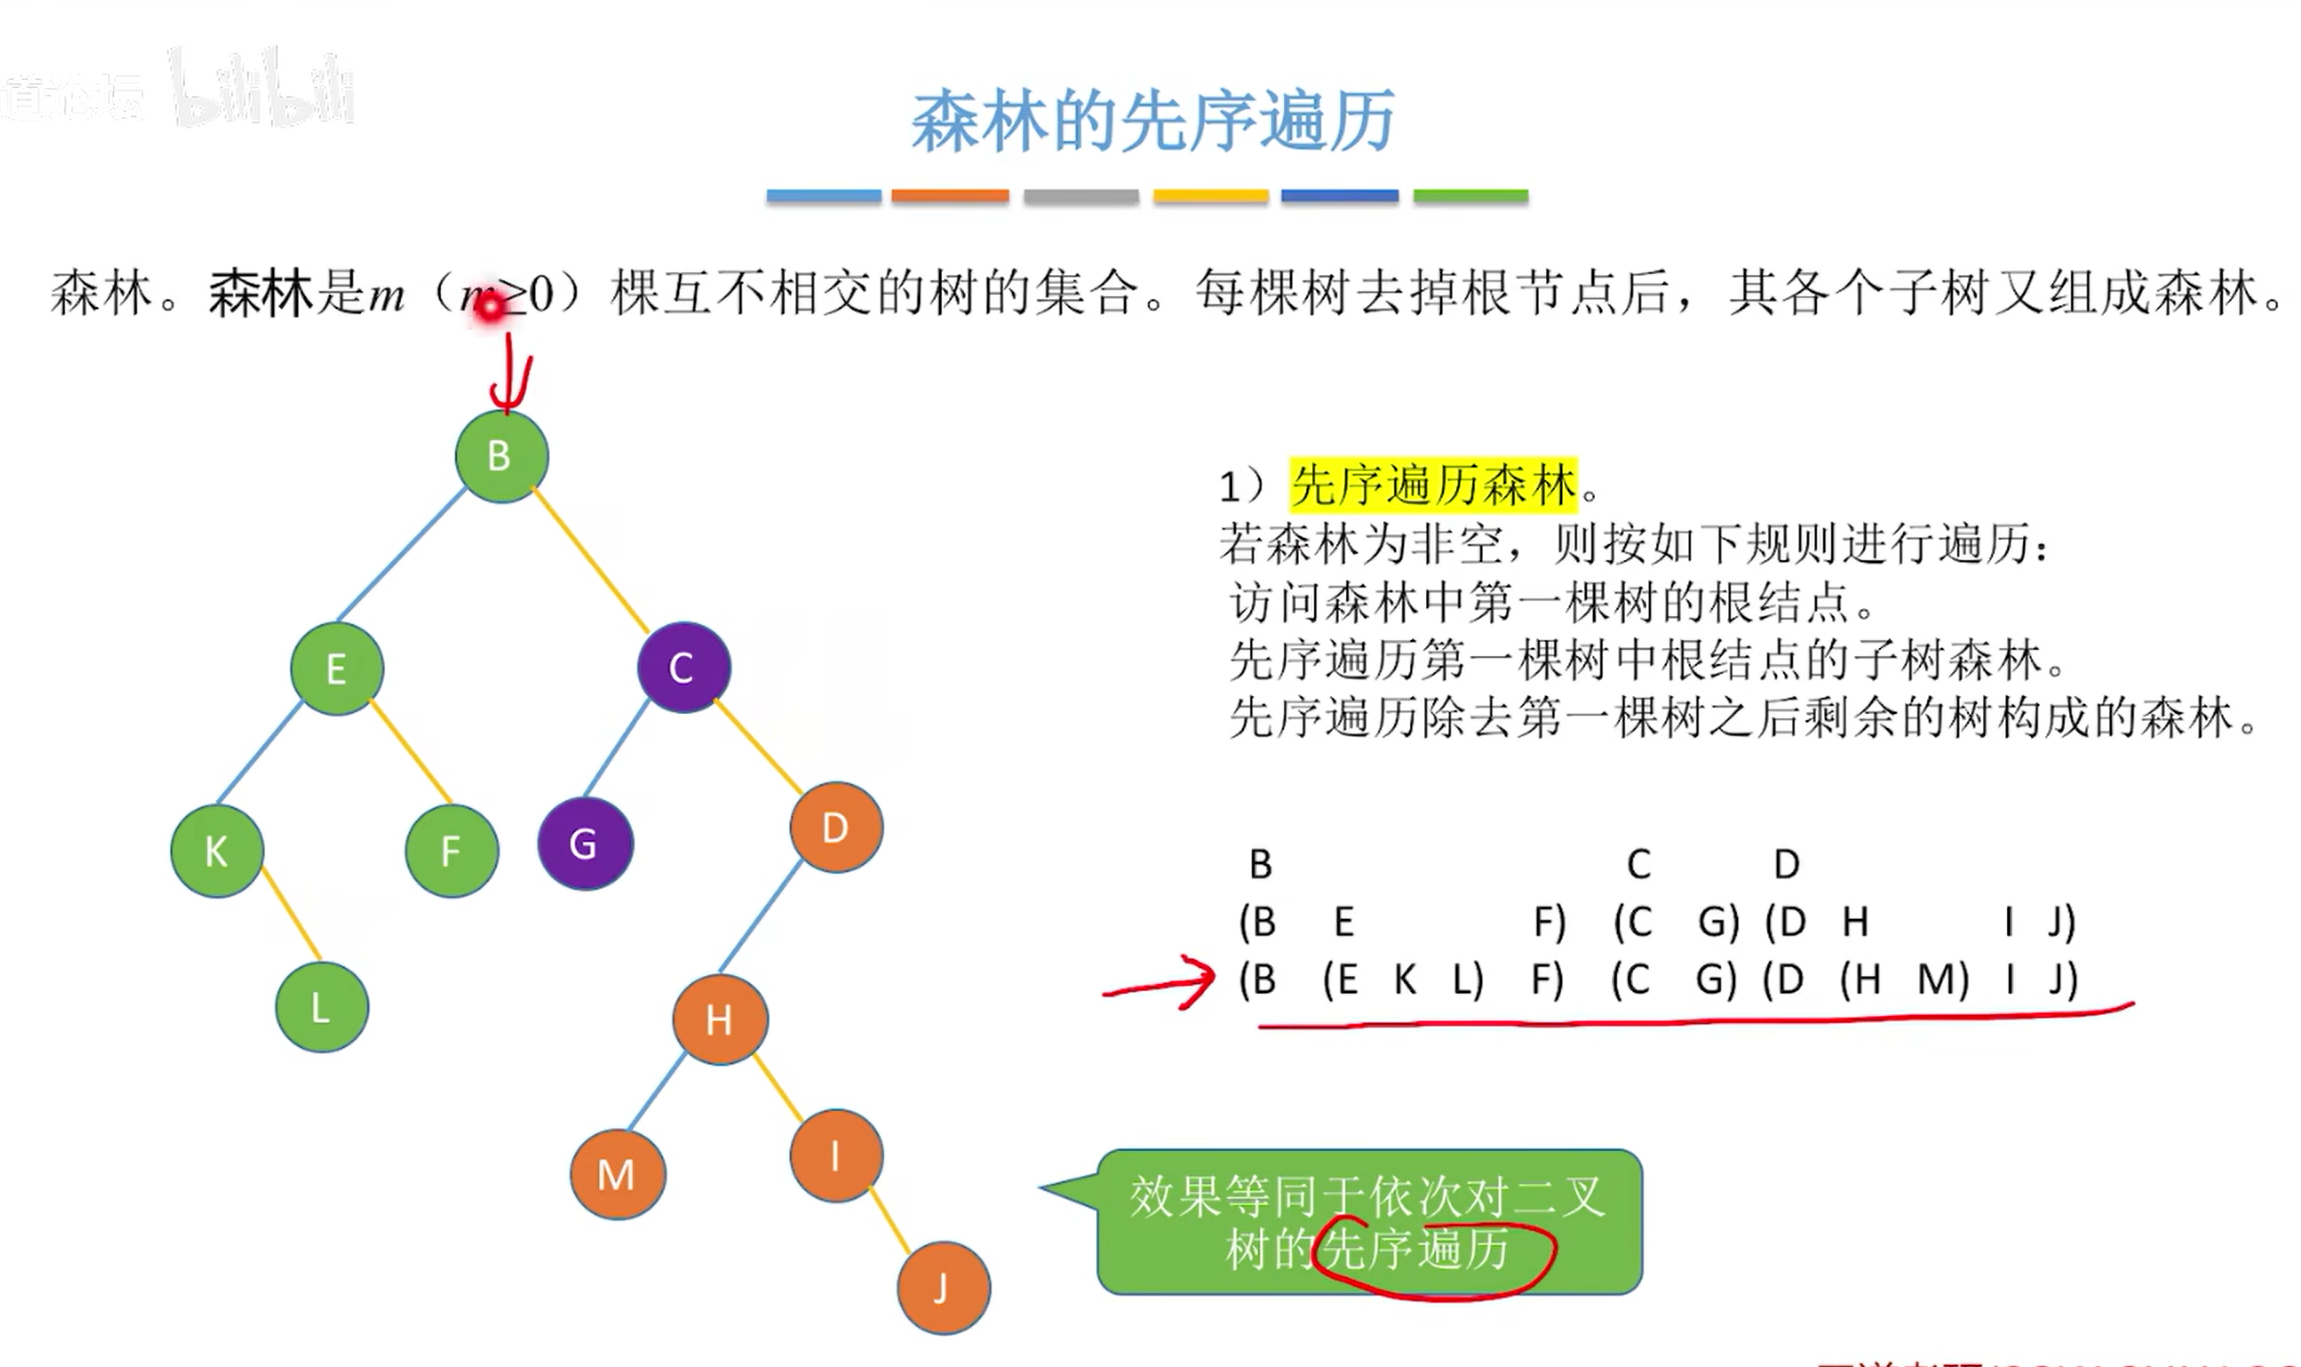 道论坛 bilibili
森林的先序遍历
森林。森林是m（m≥0）棵互不相交的树的集合。每棵树去掉根节点后，其各个子树又组成森林。
B
E
C
K
F
G
D
L
H
M
I
J
1）先序遍历森林。
若森林为非空，则按如下规则进行遍历：
访问森林中第一棵树的根结点。
先序遍历第一棵树中根结点的子树森林。
先序遍历除去第一棵树之后剩余的树构成的森林。
B C D
(B E F) (C G) (D H I J)
(B (E K L) F) (C G) (D (H M) I J)
效果等同于依次对二叉
树的先序遍历